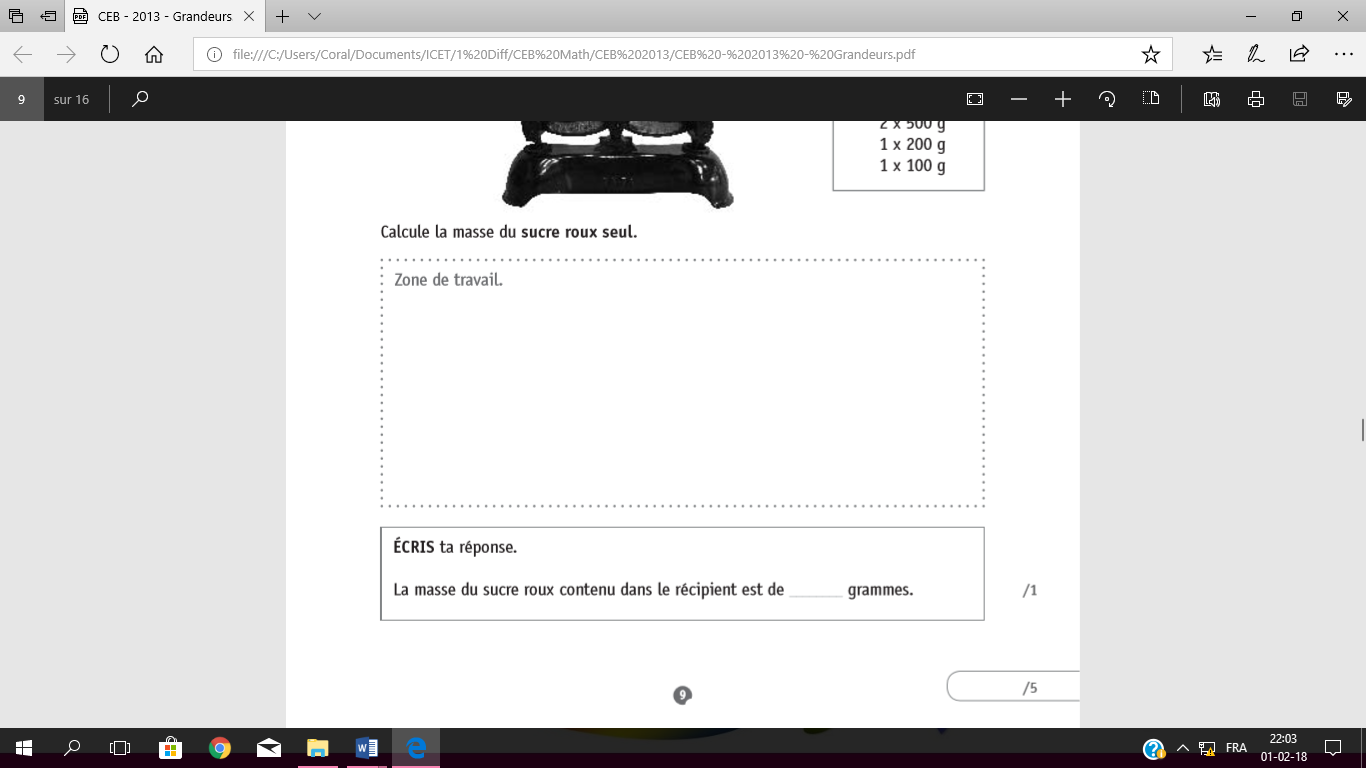 CEB - 2013 - Grandeurs
file:///C:/Users/Coral/Documents/ICET/1%20Diff/CEB%20Math/CEB%202013/CEB%20-%202013%20-%20Grandeurs.pdf
9 sur 16
2 x 500 g
1 x 200 g
1 x 100 g
Calcule la masse du sucre roux seul.
Zone de travail.
ÉCRIS ta réponse.
La masse du sucre roux contenu dans le récipient est de _______ grammes.
/1
9
/5
FRA
22:03
01-02-18